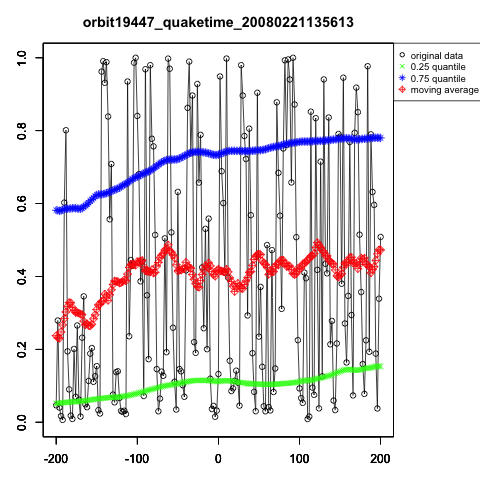 orbit19447_quaketime_20080221135613
original data
0.25 quantile
0.75 quantile
moving average
1.0
0.8
0.6
0.4
0.2
0.0
-200 -100 0 100 200